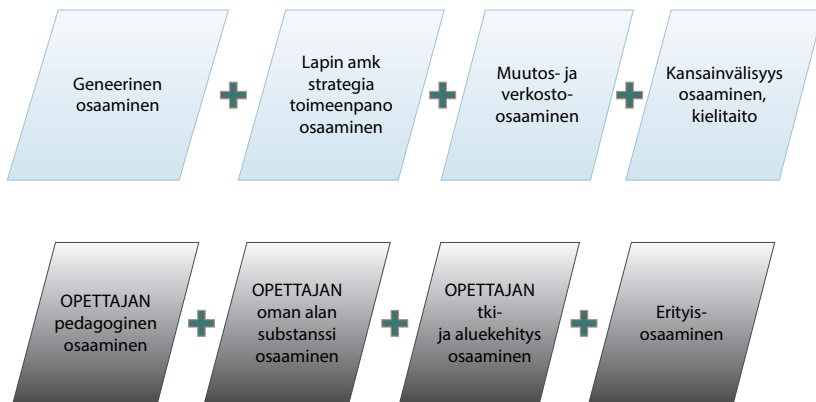 Geneerinen
osaaminen
Lapin amk
strategia
toimeenpano
osaaminen
Muutos- ja
verkosto-
osaaminen
Kansainvälisyys
osaaminen,
kielitaito
OPETTAJAN
pedagoginen
osaaminen
OPETTAJAN
oman alan
substanssi
osaaminen
OPETTAJAN
tki-
ja aluekehitys
osaaminen
Erityis-
osaaminen